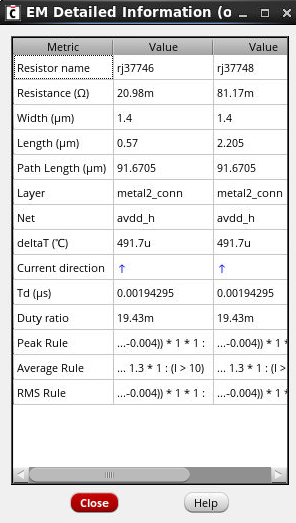 EM Detailed Information (o
Metric Value Value
Resistor name rj37746 rj37748
Resistance (Ω) 20.98m 81.17m
Width (μm) 1.4 1.4
Length (μm) 0.57 2.205
Path Length (μm) 91.6705 91.6705
Layer metal2_conn metal2_conn
Net avdd_h avdd_h
deltaT (℃) 491.7u 491.7u
Current direction ↑ ↑
Td (μs) 0.00194295 0.00194295
Duty ratio 19.43m 19.43m
Peak Rule ...-0.004)) * 1 * 1 : ...-0.004)) * 1 *
Average Rule ... 1.3 * 1 : (l > 10) ... 1.3 * 1 : (l >
RMS Rule ...-0.004)) * 1 * 1 : ...-0.004)) * 1 *
Close Help